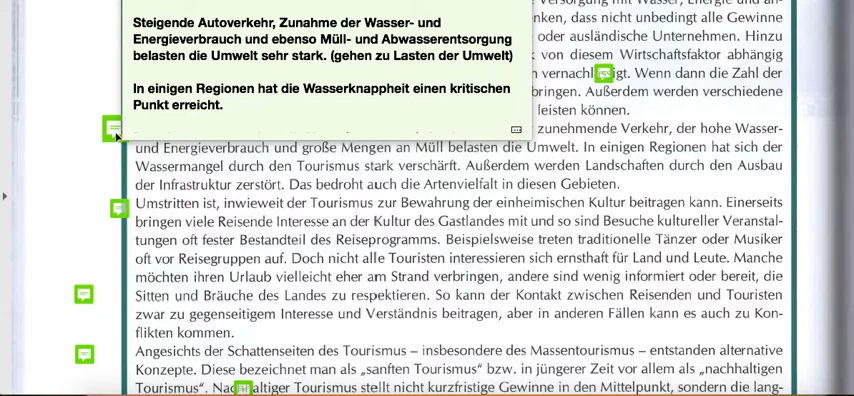 Steigende Autoverkehr, Zunahme der Wasser- und
Energieverbrauch und ebenso Müll- und Abwasserentsorgung
belasten die Umwelt sehr stark. (gehen zu Lasten der Umwelt)
In einigen Regionen hat die Wasserknappheit einen kritischen
Punkt erreicht.
Versorgung mit Wasser, Energie und an-
nken, dass nicht unbedingt alle Gewinne
oder ausländische Unternehmen. Hinzu
von diesem Wirtschaftsfaktor abhängig
n vernachl igt. Wenn dann die Zahl der
bringen. Außerdem werden verschiedene
leisten können.
zunehmende Verkehr, der hohe Wasser-
und Energieverbrauch und große Mengen an Müll belasten die Umwelt. In einigen Regionen hat sich der
Wassermangel durch den Tourismus stark verschärft. Außerdem werden Landschaften durch den Ausbau
der Infrastruktur zerstört. Das bedroht auch die Artenvielfalt in diesen Gebieten.
Umstritten ist, inwieweit der Tourismus zur Bewahrung der einheimischen Kultur beitragen kann. Einerseits
bringen viele Reisende Interesse an der Kultur des Gastlandes mit und so sind Besuche kultureller Veranstal-
tungen oft fester Bestandteil des Reiseprogramms. Beispielsweise treten traditionelle Tänzer oder Musiker
oft vor Reisegruppen auf. Doch nicht alle Touristen interessieren sich ernsthaft für Land und Leute. Manche
möchten ihren Urlaub vielleicht eher am Strand verbringen, andere sind wenig informiert oder bereit, die
Sitten und Bräuche des Landes zu respektieren. So kann der Kontakt zwischen Reisenden und Touristen
zwar zu gegenseitigem Interesse und Verständnis beitragen, aber in anderen Fällen kann es auch zu Kon-
flikten kommen.
Angesichts der Schattenseiten des Tourismus – insbesondere des Massentourismus – entstanden alternative
Konzepte. Diese bezeichnet man als „sanften Tourismus" bzw. in jüngerer Zeit vor allem als „nachhaltigen
Tourismus". Nachhaltiger Tourismus stellt nicht kurzfristige Gewinne in den Mittelpunkt, sondern die lang-